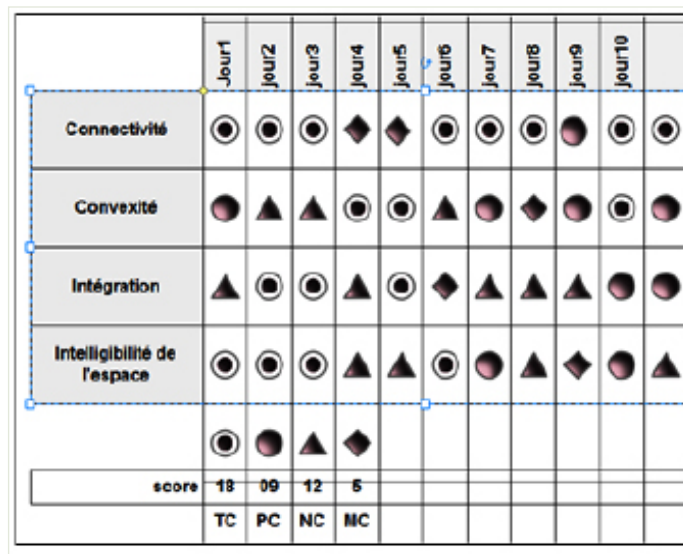 Jour1 jour2 jour3 jour4 jour5 jour6 jour7 jour8 jour9 jour10
Connectivité
Convexité
Intégration
Intelligibilité de
l'espace
score 18 09 12 5
TC PC NC MC